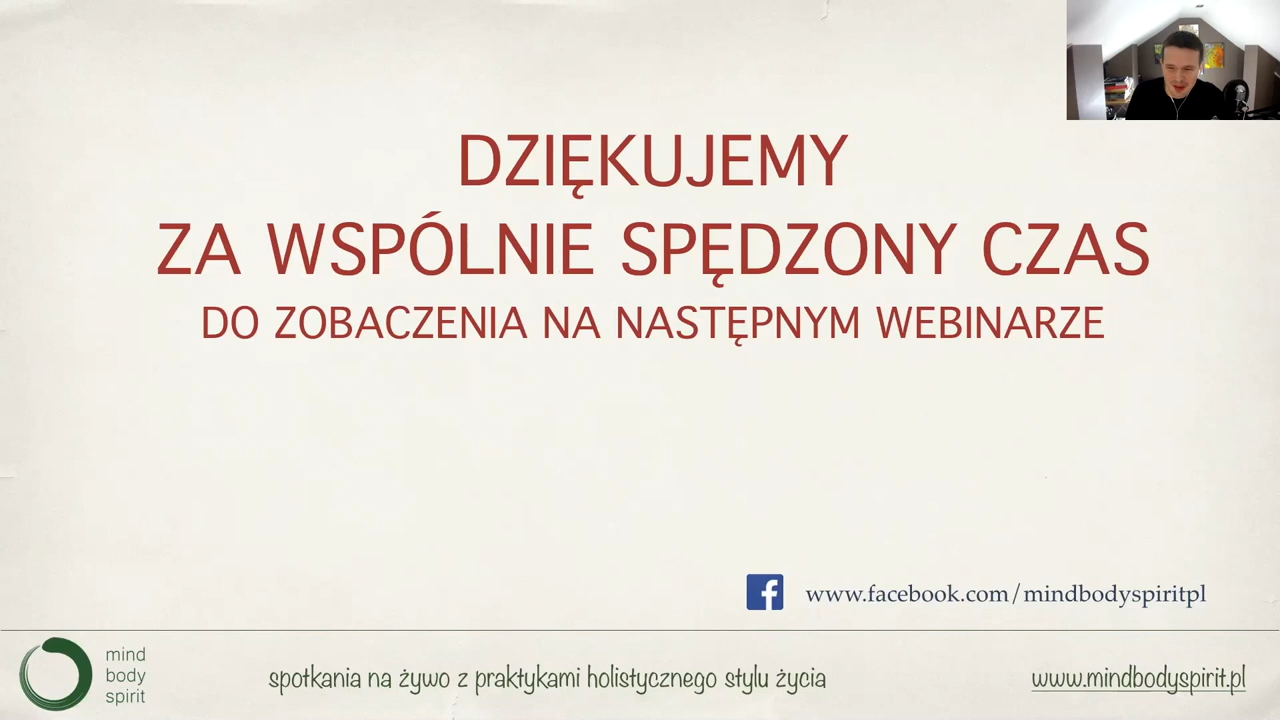 DZIĘKUJEMY
ZA WSPÓLNIE SPĘDZONY CZAS
DO ZOBACZENIA NA NASTĘPNYM WEBINARZE
www.facebook.com/mindbodyspiritpl
mind
body
spirit
spotkania na żywo z praktykami holistycznego stylu życia
www.mindbodyspirit.pl